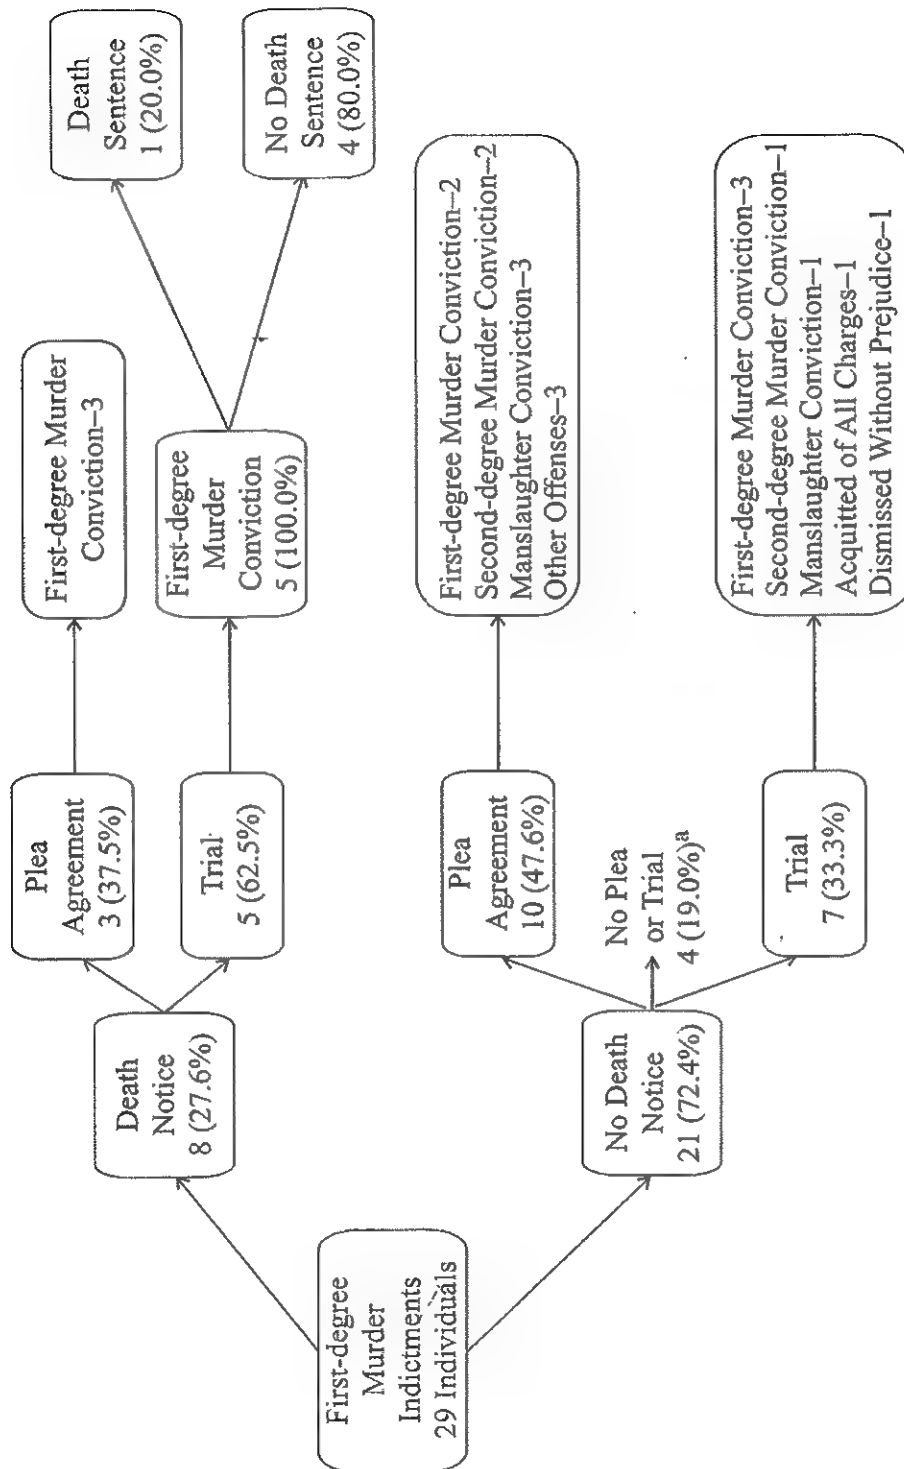 First-degree
Murder
Indictments
29 Individuals
Death
Notice
8 (27.6%)
No Death
Notice
21 (72.4%)
Plea
Agreement
3 (37.5%)
Trial
5 (62.5%)
Plea
Agreement
10 (47.6%)
No Plea
or Trial
4 (19.0%)a
Trial
7 (33.3%)
First-degree Murder
Conviction–3
First-degree
Murder
Conviction
5 (100.0%)
First-degree Murder Conviction–2
Second-degree Murder Conviction–2
Manslaughter Conviction–3
Other Offenses–3
First-degree Murder Conviction–3
Second-degree Murder Conviction–1
Manslaughter Conviction–1
Acquitted of All Charges–1
Dismissed Without Prejudice–1
Death
Sentence
1 (20.0%)
No Death
Sentence
4 (80.0%)